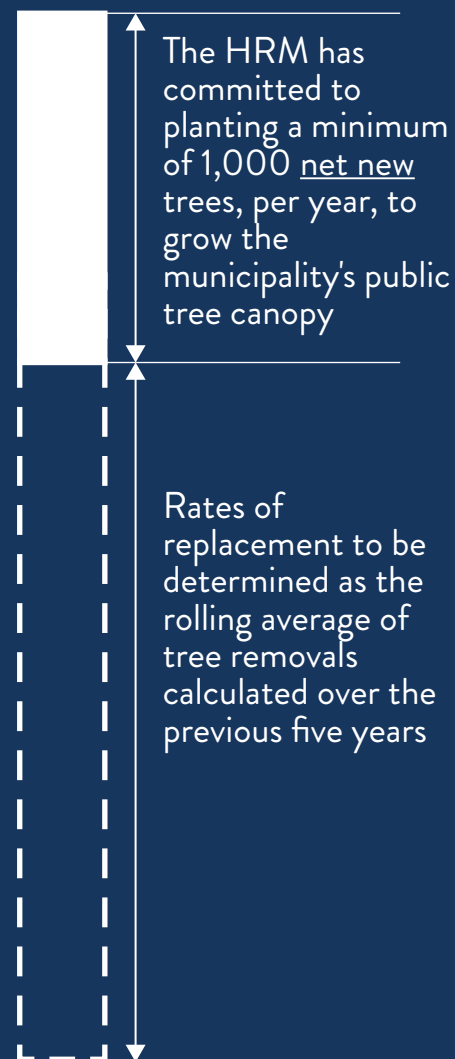 The HRM has
committed to
planting a minimum
of 1,000 net new
trees, per year, to
grow the
municipality's public
tree canopy
Rates of
replacement to be
determined as the
rolling average of
tree removals
calculated over the
previous five years